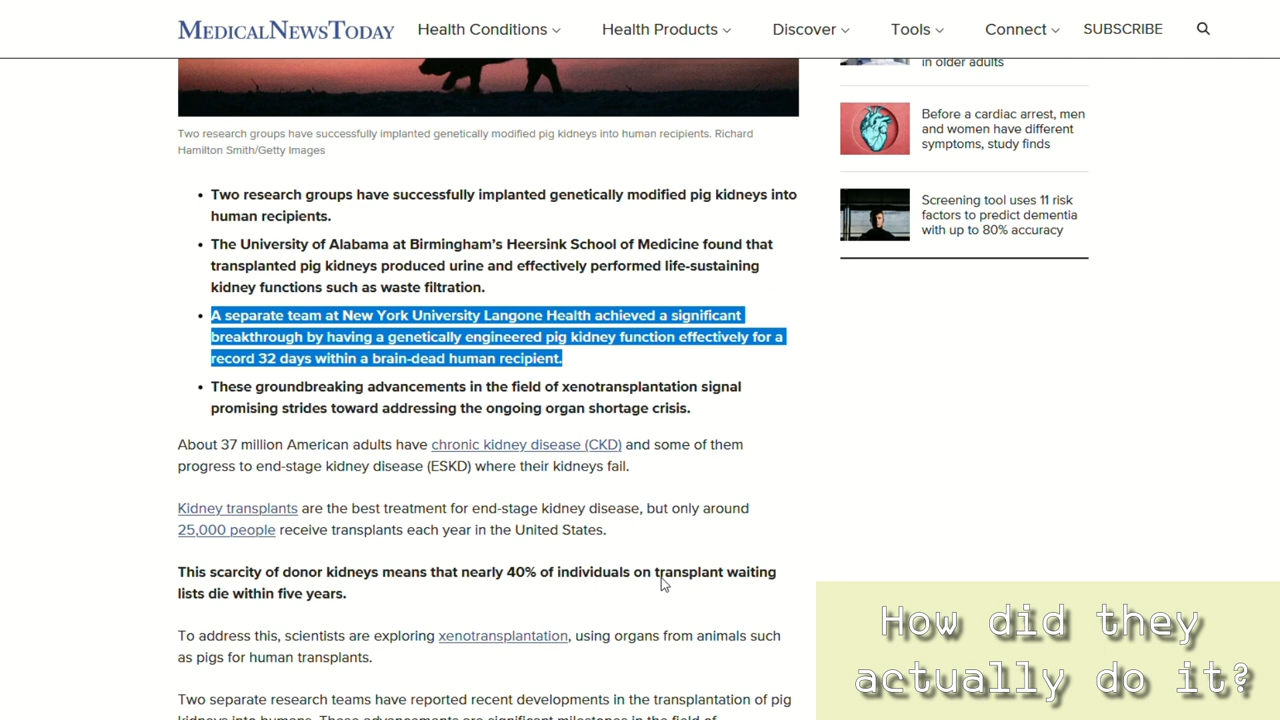 MEDICALNEWSTODAY Health Conditions Health Products Discover Tools Connect SUBSCRIBE
in older adults
Before a cardiac arrest, men
and women have different
symptoms, study finds
Screening tool uses 11 risk
factors to predict dementia
with up to 80% accuracy
Two research groups have successfully implanted genetically modified pig kidneys into human recipients. Richard
Hamilton Smith/Getty Images
• Two research groups have successfully implanted genetically modified pig kidneys into
human recipients.
• The University of Alabama at Birmingham's Heersink School of Medicine found that
transplanted pig kidneys produced urine and effectively performed life-sustaining
kidney functions such as waste filtration.
• A separate team at New York University Langone Health achieved a significant
breakthrough by having a genetically engineered pig kidney function effectively for a
record 32 days within a brain-dead human recipient.
• These groundbreaking advancements in the field of xenotransplantation signal
promising strides toward addressing the ongoing organ shortage crisis.
About 37 million American adults have chronic kidney disease (CKD) and some of them
progress to end-stage kidney disease (ESKD) where their kidneys fail.
Kidney transplants are the best treatment for end-stage kidney disease, but only around
25,000 people receive transplants each year in the United States.
This scarcity of donor kidneys means that nearly 40% of individuals on transplant waiting
lists die within five years.
To address this, scientists are exploring xenotransplantation, using organs from animals such
as pigs for human transplants.
Two separate research teams have reported recent developments in the transplantation of pig
kidneys into humans. These advancements are significant milestones in the field of
How did they
actually do it?